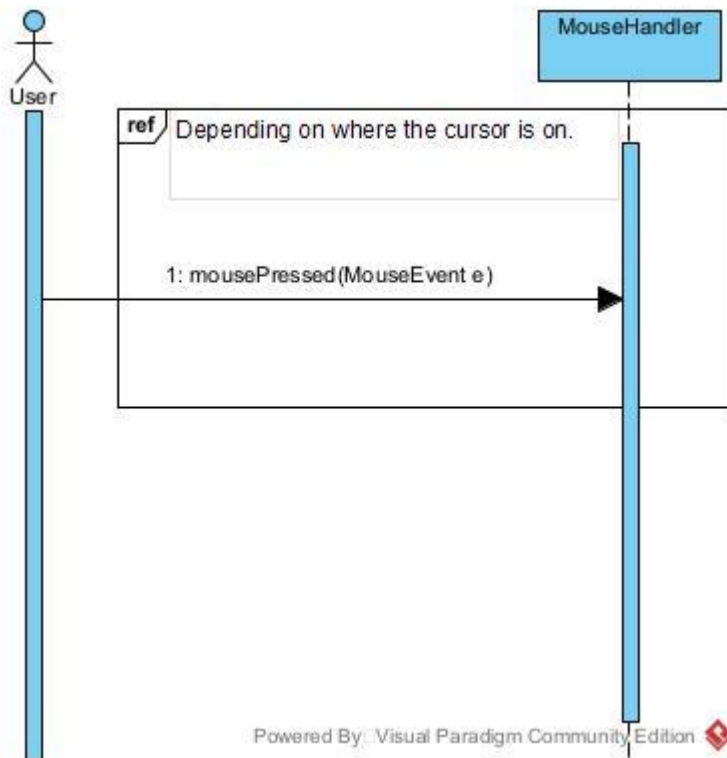 User
MouseHandler
ref
Depending on where the cursor is on.
1: mousePressed(MouseEvent e)
Powered By Visual Paradigm Community Edition